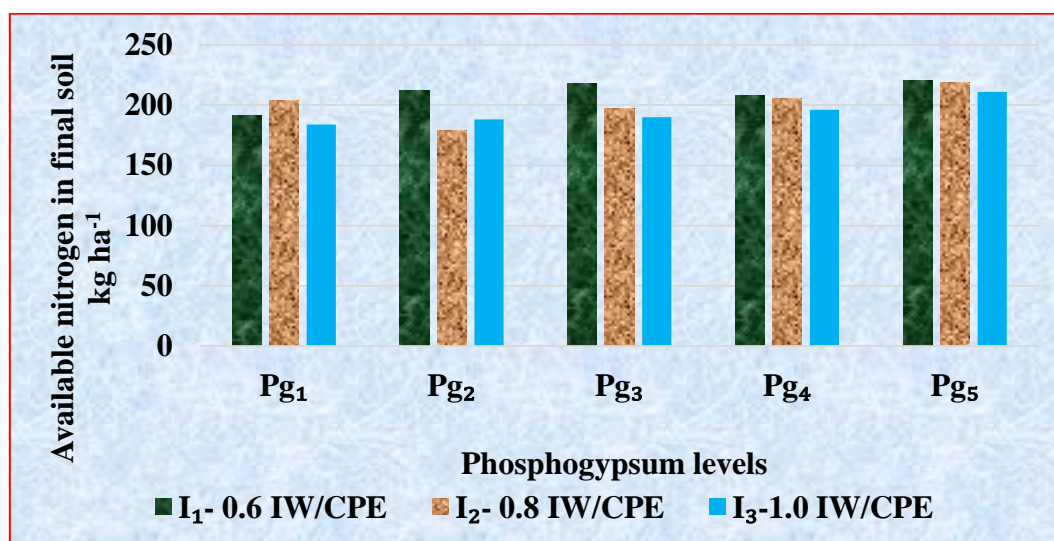 Available nitrogen in final soil
kg ha⁻¹
250
200
150
100
50
0
Pg₁ Pg₂ Pg₃ Pg₄ Pg₅
Phosphogypsum levels
I₁- 0.6 IW/CPE I₂- 0.8 IW/CPE I₃-1.0 IW/CPE